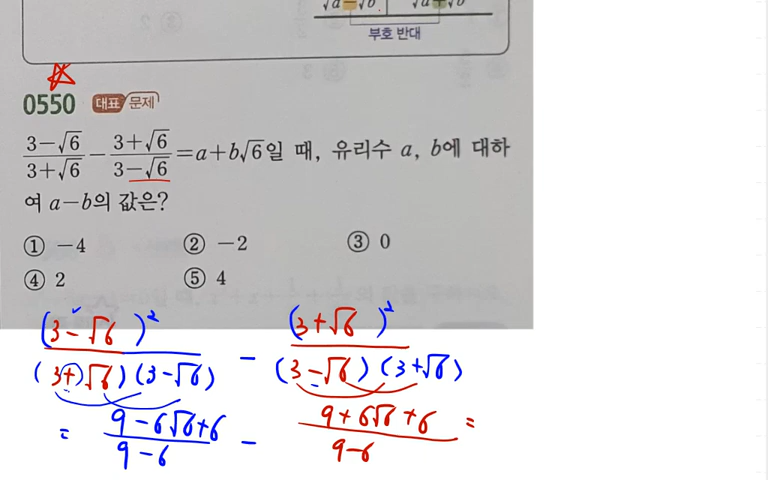 √a−√b √a+√b
부호 반대
0550 대표 문제
(3−√6)/(3+√6) − (3+√6)/(3−√6) = a+b√6일 때, 유리수 a, b에 대하
여 a−b의 값은?
① −4 ② −2 ③ 0
④ 2 ⑤ 4
(3−√6)²/((3+√6)(3−√6)) − (3+√6)²/((3−√6)(3+√6))
= (9−6√6+6)/(9−6) − (9+6√6+6)/(9−6) =